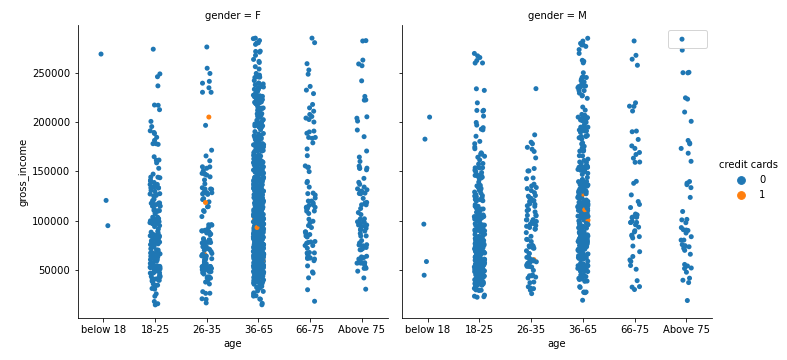 gender = F
gender = M
gross_income
250000
200000
150000
100000
50000
below 18
18-25
26-35
36-65
66-75
Above 75
age
below 18
18-25
26-35
36-65
66-75
Above 75
age
credit cards
0
1